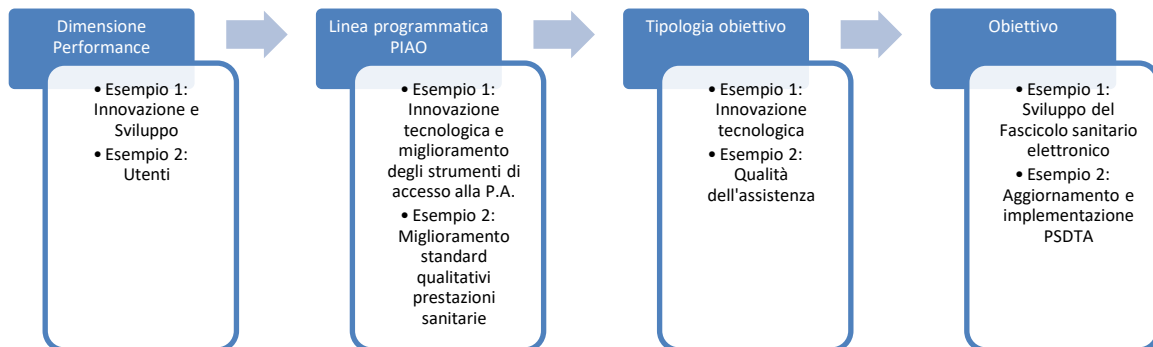 Dimensione
Performance
• Esempio 1:
Innovazione e
Sviluppo
• Esempio 2:
Utenti
Linea programmatica
PIAO
• Esempio 1:
Innovazione
tecnologica e
miglioramento
degli strumenti di
accesso alla P.A.
• Esempio 2:
Miglioramento
standard
qualitativi
prestazioni
sanitarie
Tipologia obiettivo
• Esempio 1:
Innovazione
tecnologica
• Esempio 2:
Qualità
dell'assistenza
Obiettivo
• Esempio 1:
Sviluppo del
Fascicolo sanitario
elettronico
• Esempio 2:
Aggiornamento e
implementazione
PSDTA